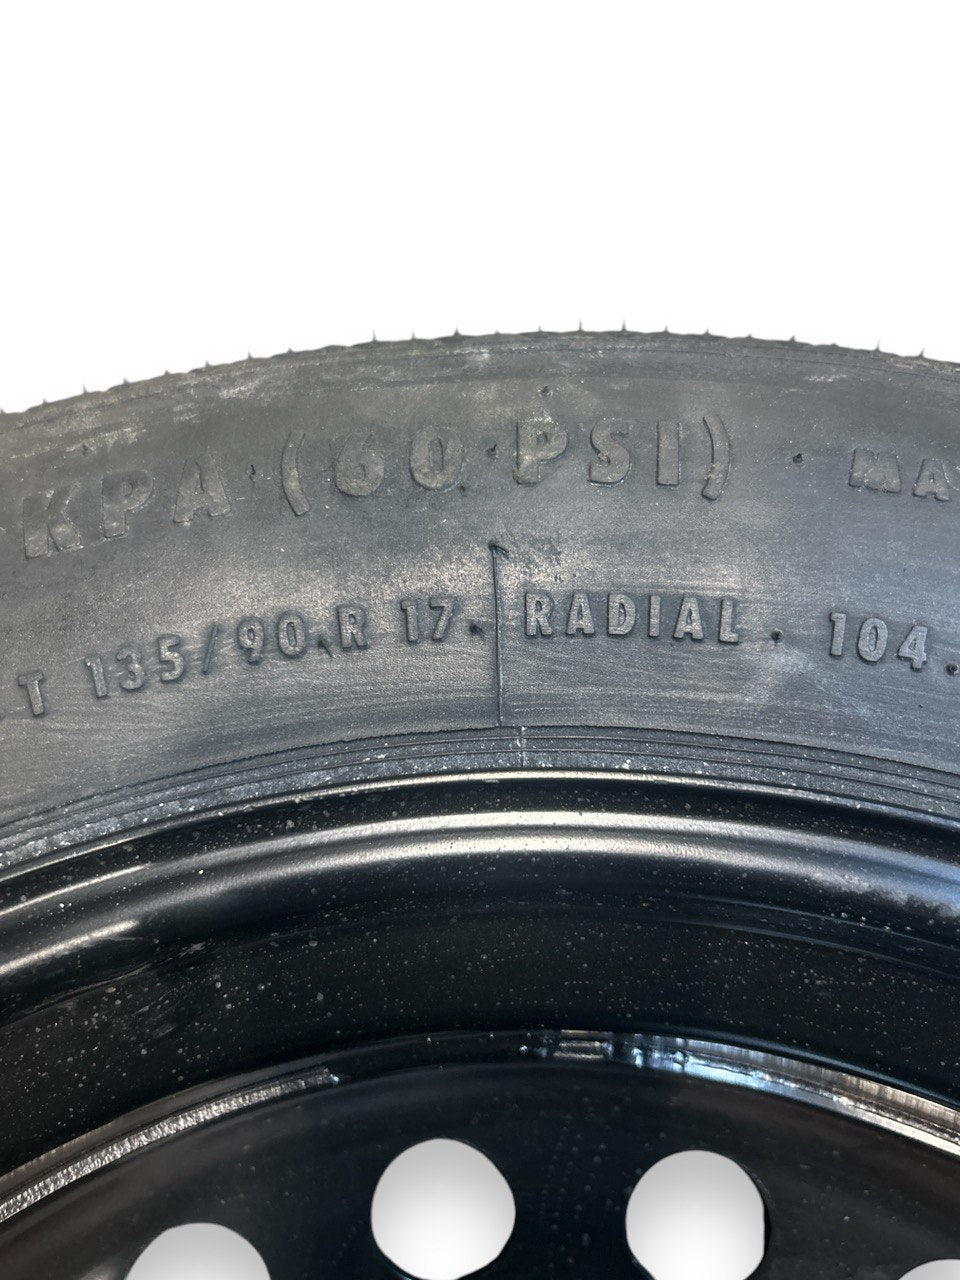 KPA (60 PSI) MA
T 135/90 R 17 RADIAL 104